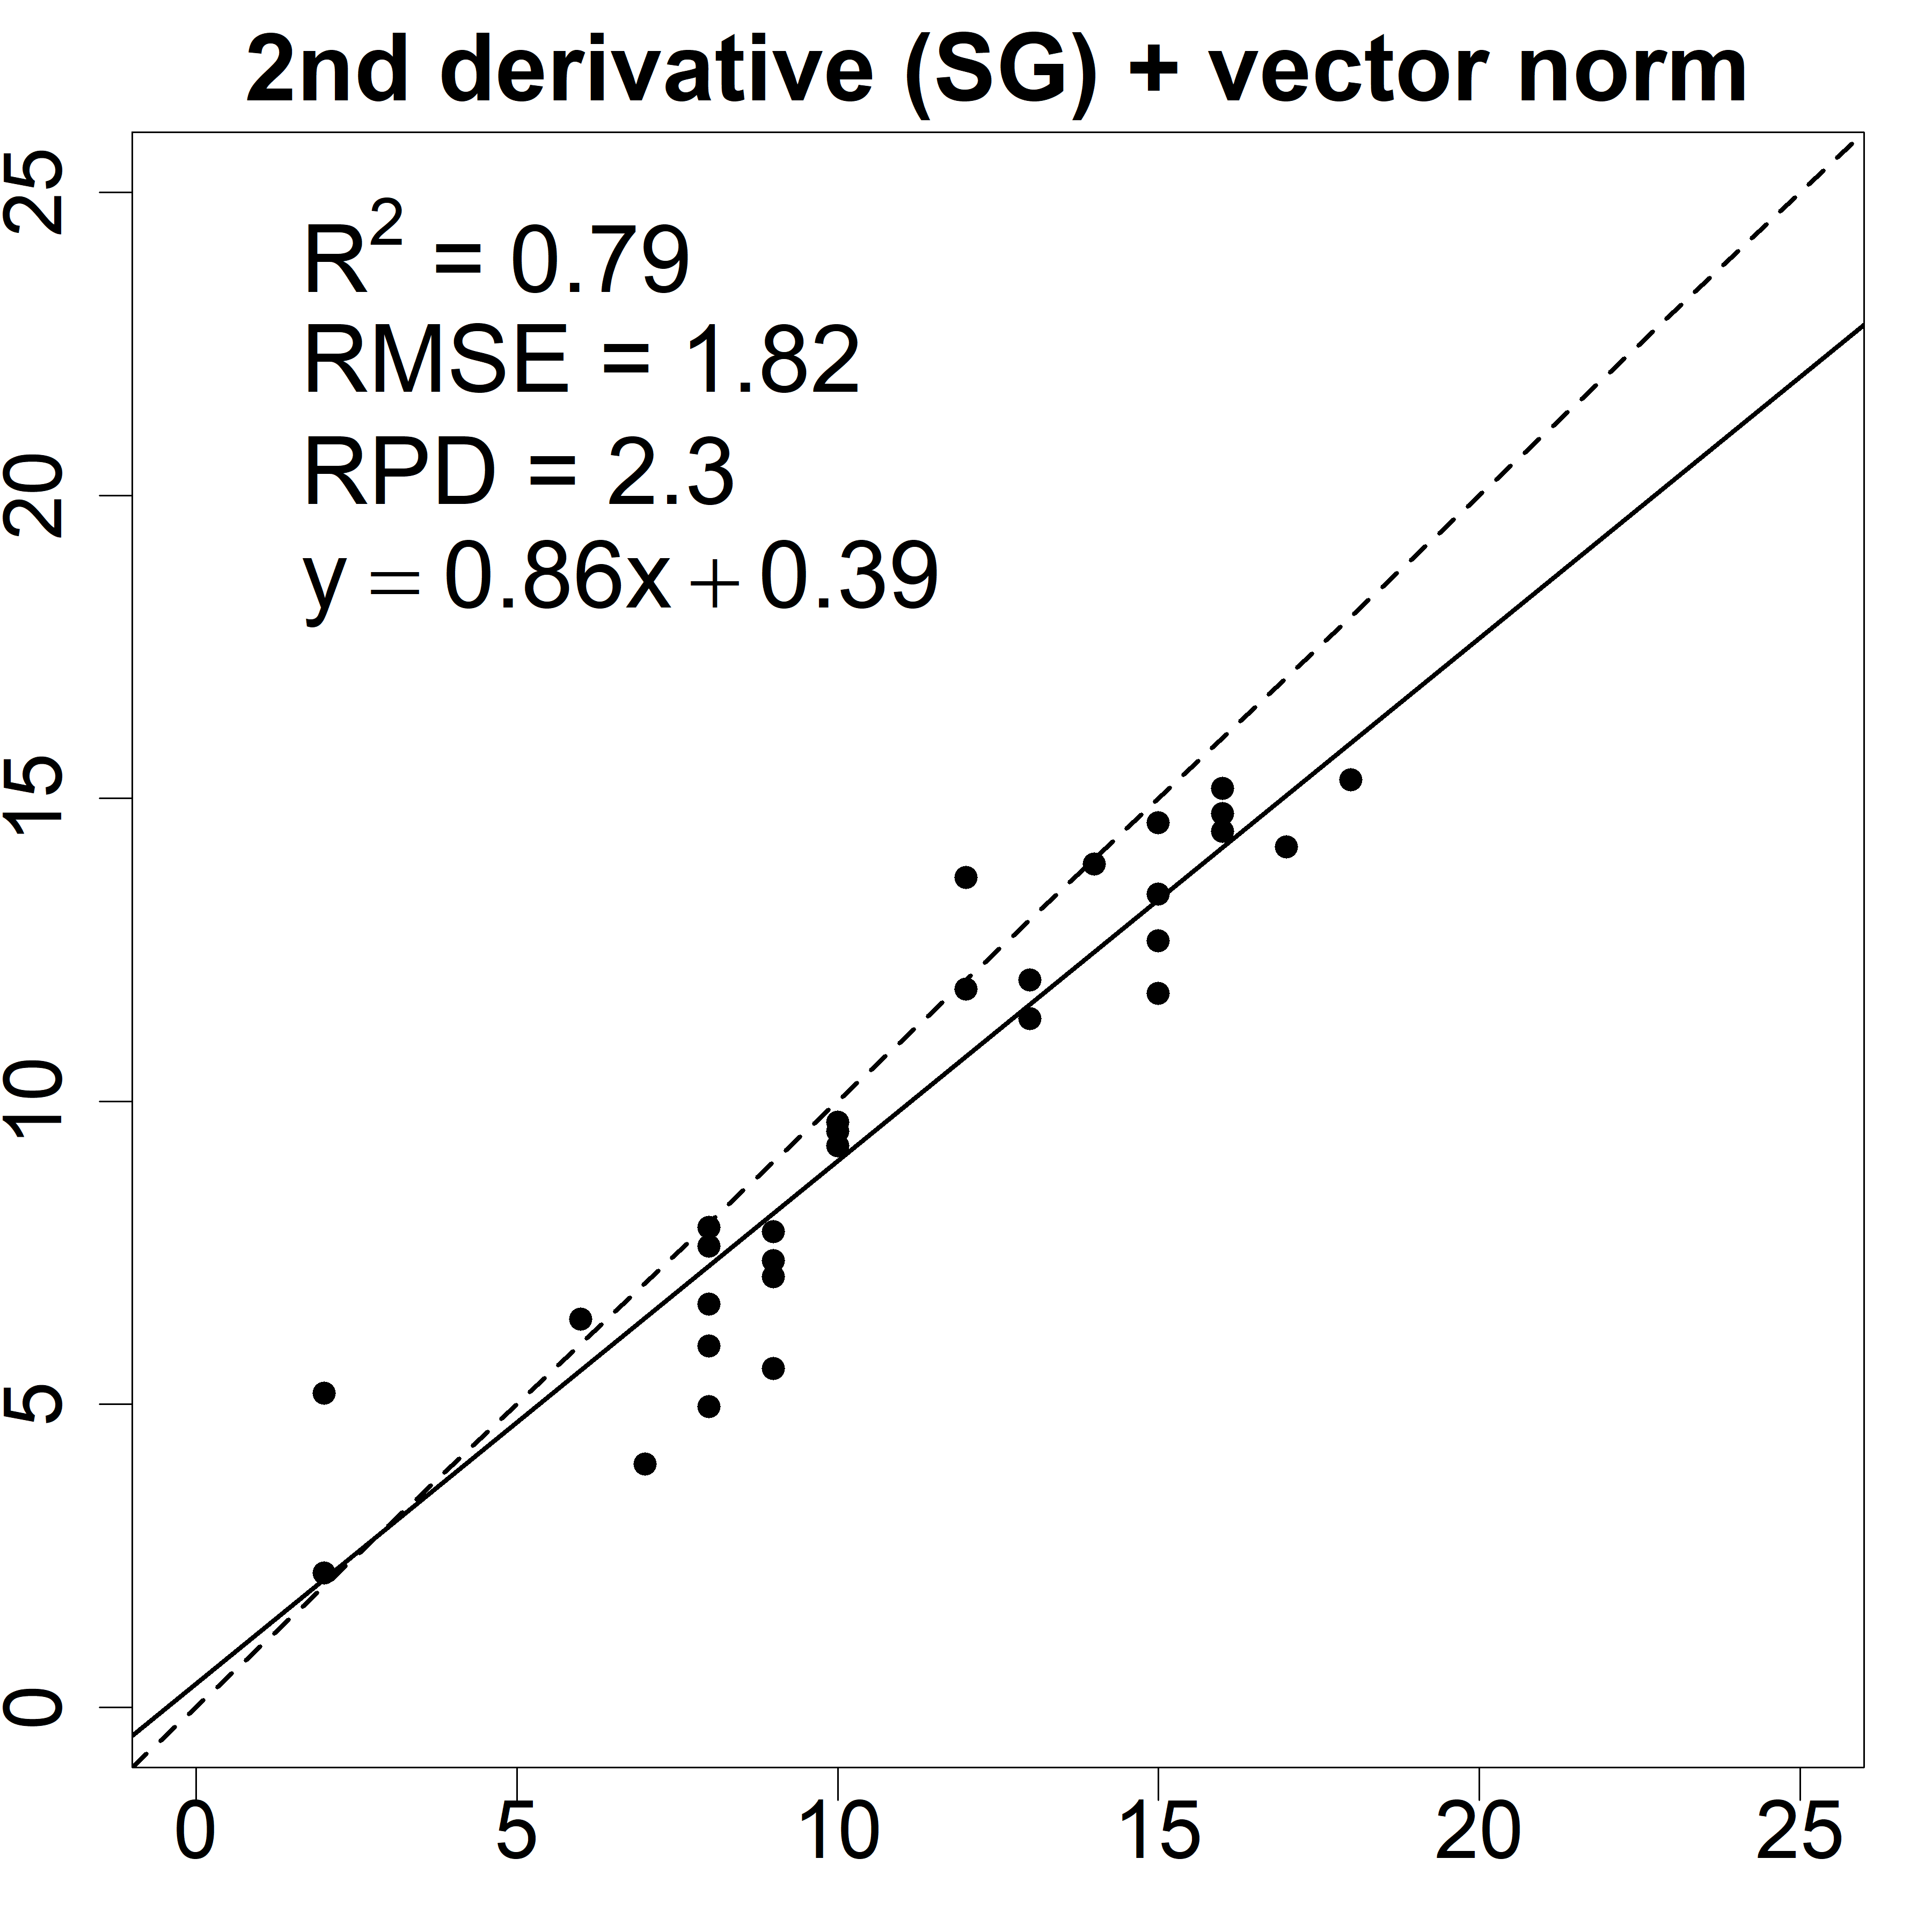 2nd derivative (SG) + vector norm
R² = 0.79
RMSE = 1.82
RPD = 2.3
y = 0.86x + 0.39
25
20
15
10
5
0
0 5 10 15 20 25